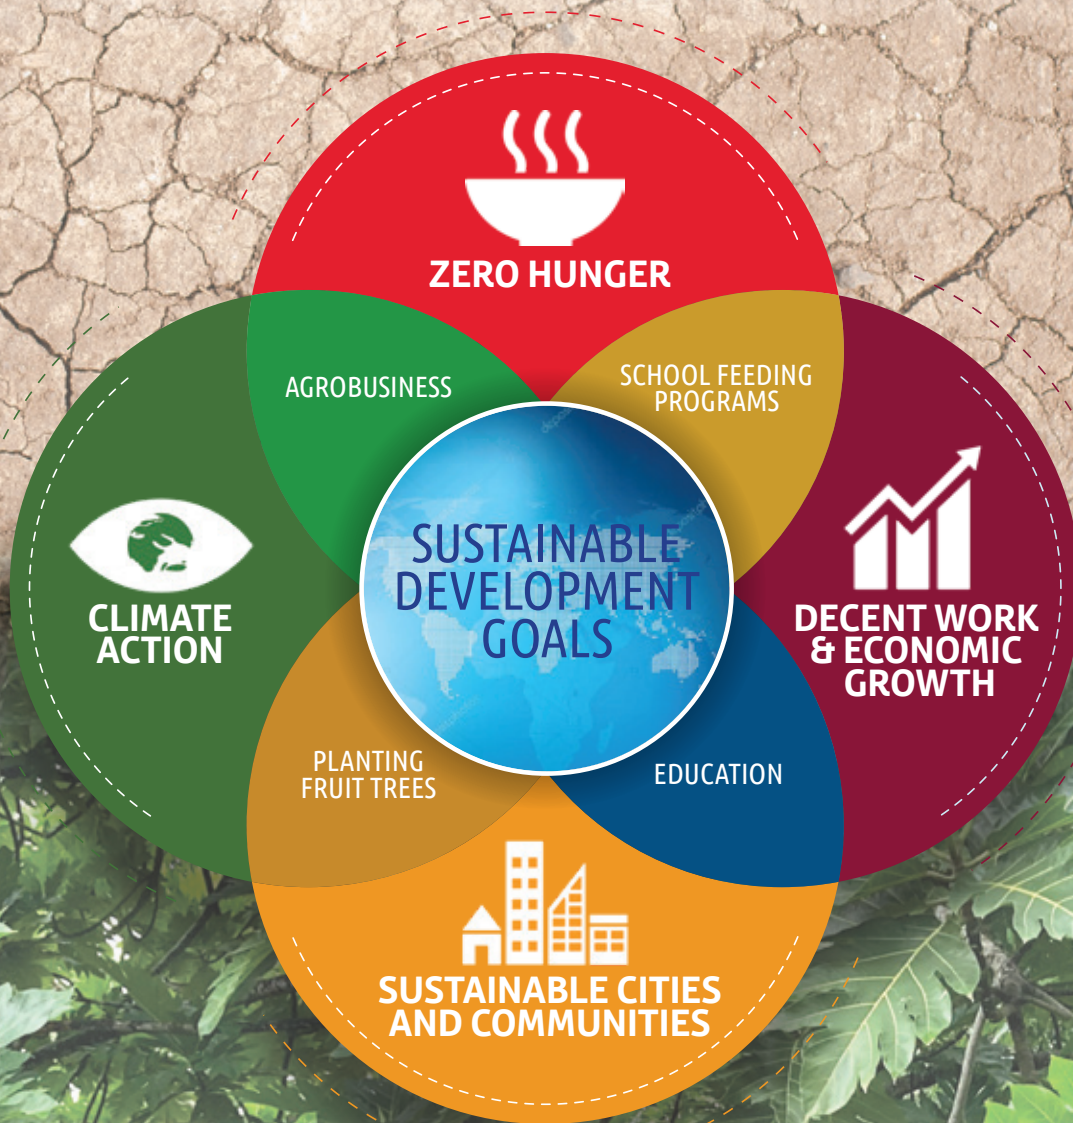 ZERO HUNGER
AGROBUSINESS
SCHOOL FEEDING
PROGRAMS
SUSTAINABLE
DEVELOPMENT
GOALS
CLIMATE
ACTION
DECENT WORK
& ECONOMIC
GROWTH
PLANTING
FRUIT TREES
EDUCATION
SUSTAINABLE CITIES
AND COMMUNITIES